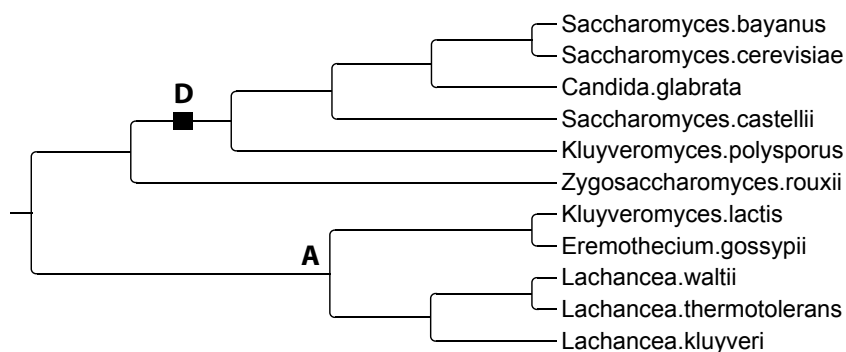 Saccharomyces.bayanus
Saccharomyces.cerevisiae
Candida.glabrata
D
Saccharomyces.castellii
Kluyveromyces.polysporus
Zygosaccharomyces.rouxii
Kluyveromyces.lactis
A
Eremothecium.gossypii
Lachancea.waltii
Lachancea.thermotolerans
Lachancea.kluyveri